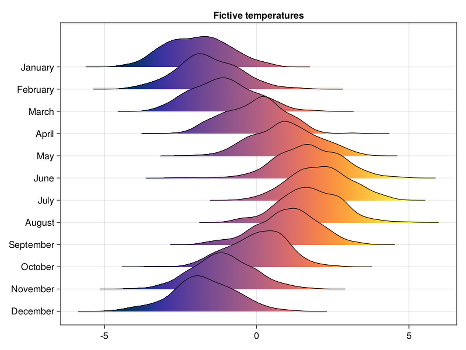 Fictive temperatures
January
February
March
April
May
June
July
August
September
October
November
December
-5 0 5